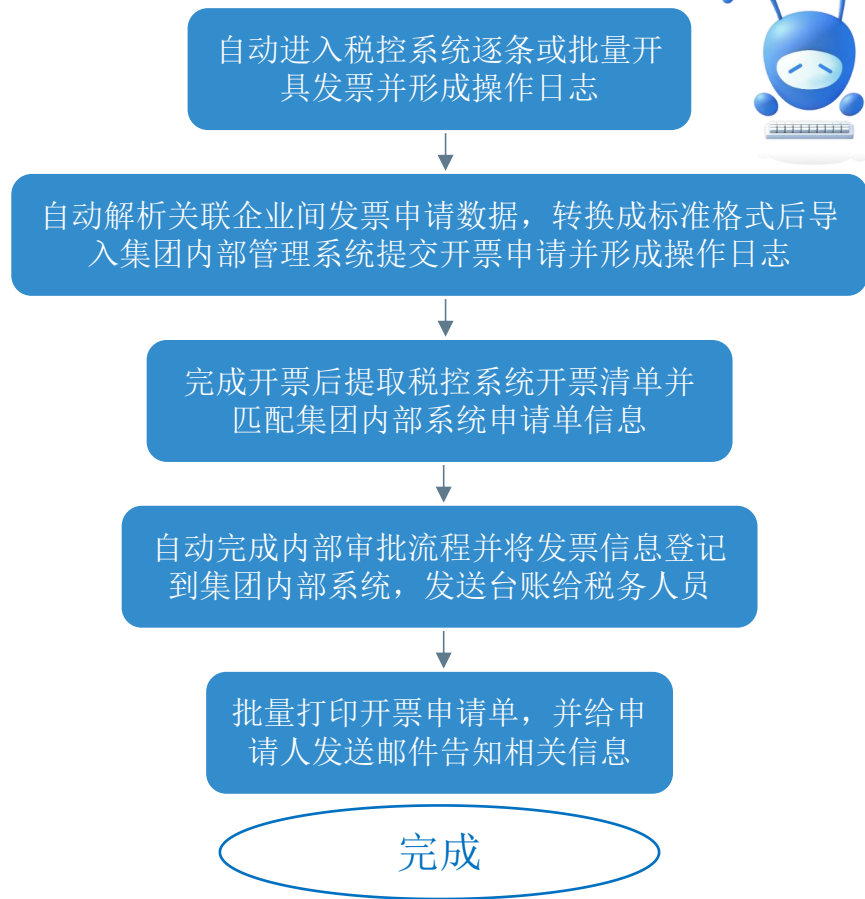 自动进入税控系统逐条或批量开
具发票并形成操作日志
自动解析关联企业间发票申请数据，转换成标准格式后导
入集团内部管理系统提交开票申请并形成操作日志
完成开票后提取税控系统开票清单并
匹配集团内部系统申请单信息
自动完成内部审批流程并将发票信息登记
到集团内部系统，发送台账给税务人员
批量打印开票申请单，并给申
请人发送邮件告知相关信息
完成